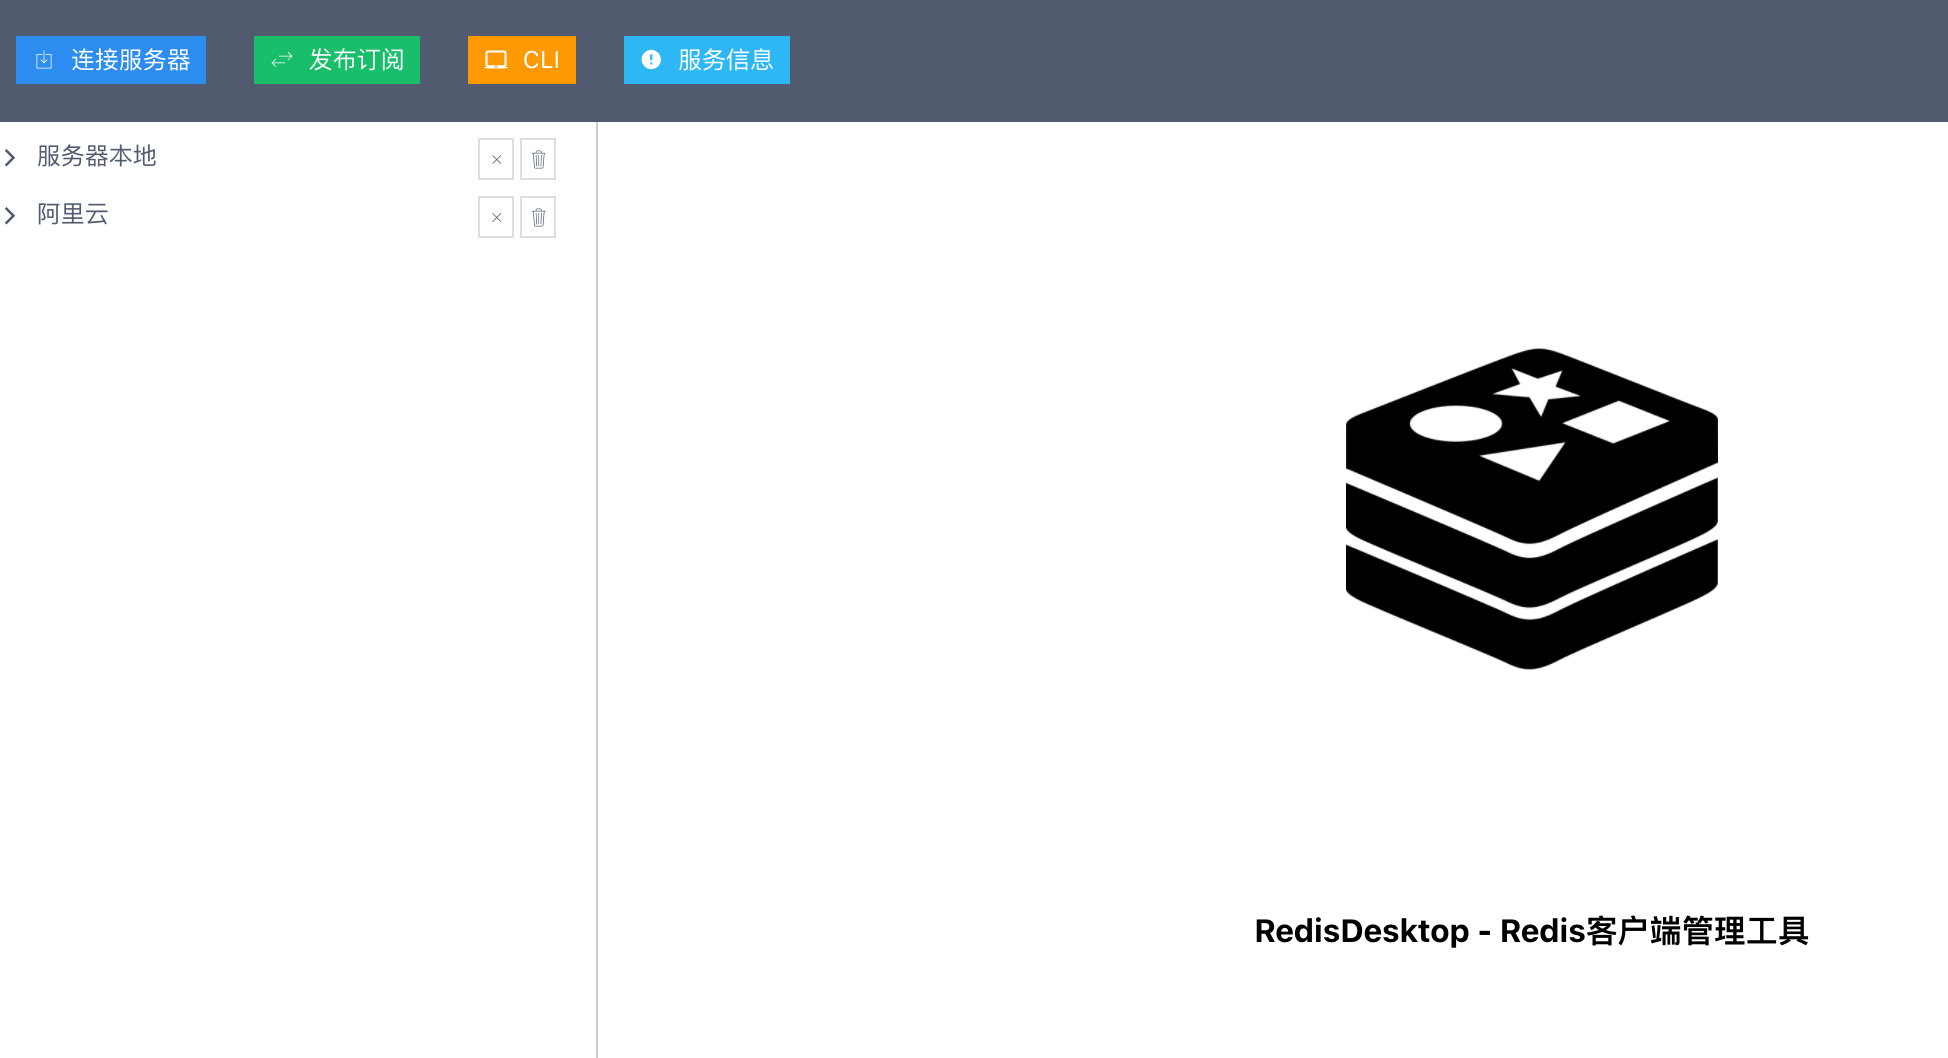 连接服务器 发布订阅 CLI 服务信息
服务器本地
阿里云
RedisDesktop - Redis客户端管理工具